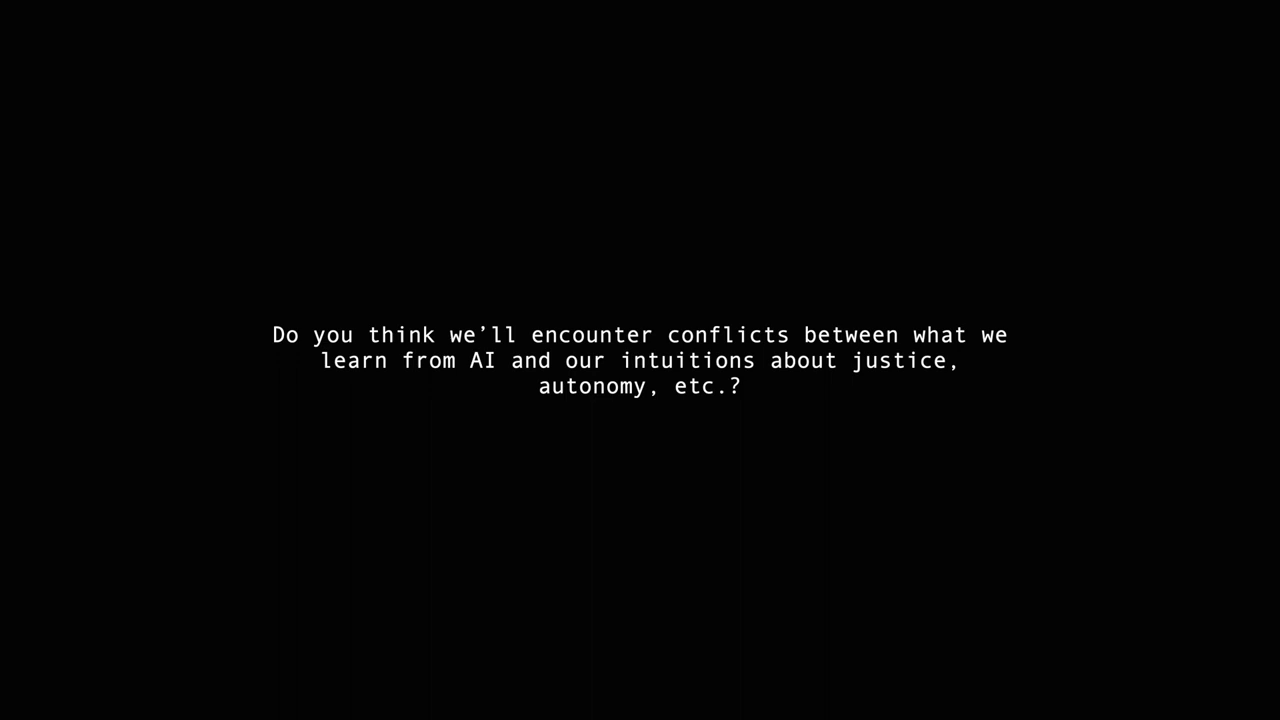 Do you think we’ll encounter conflicts between what we
learn from AI and our intuitions about justice,
autonomy, etc.?